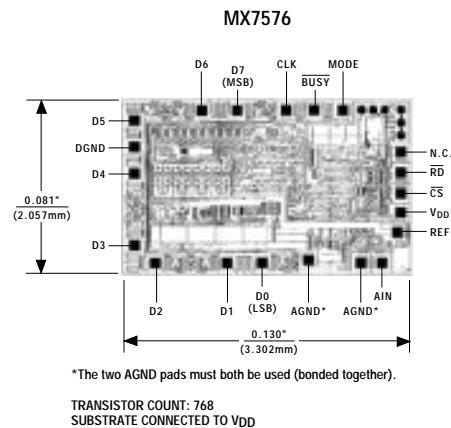 MX7576
D6
D7
(MSB)
CLK
BUSY
MODE
D5
DGND
D4
D3
0.081"
(2.057mm)
N.C.
RD
CS
VDD
REF
D2
D1
D0
(LSB)
AGND*
AGND*
AIN
0.130"
(3.302mm)
*The two AGND pads must both be used (bonded together).
TRANSISTOR COUNT: 768
SUBSTRATE CONNECTED TO VDD